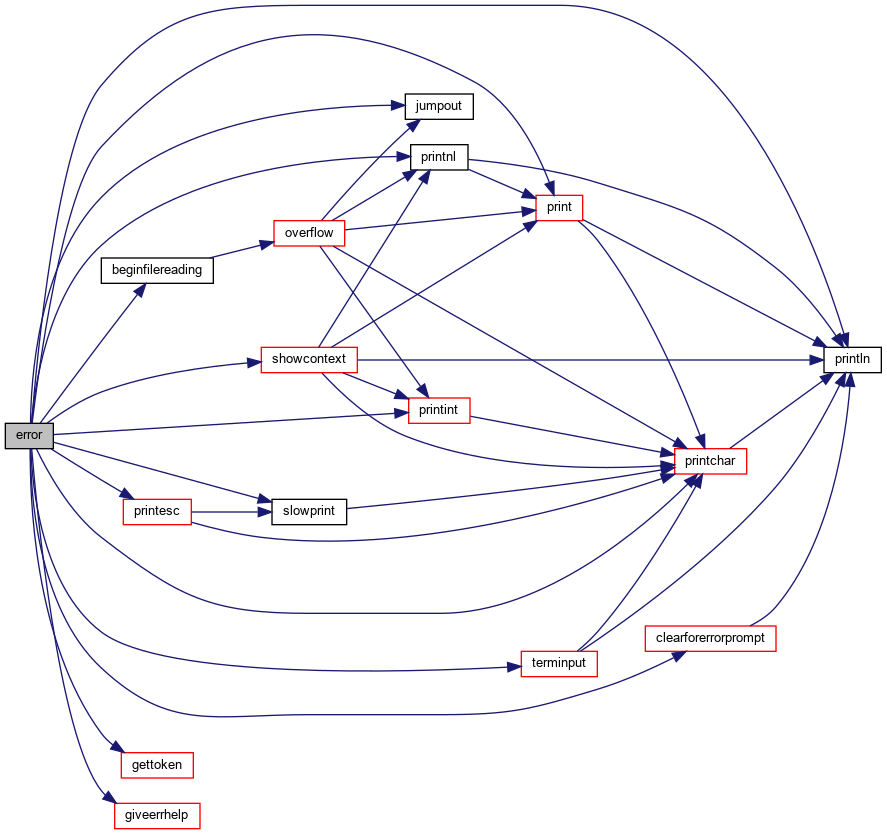 jumpout
printnl
print
overflow
beginfilereading
showcontext
println
printint
error
printchar
printesc
slowprint
clearforerrorprompt
terminput
gettoken
giveerrhelp